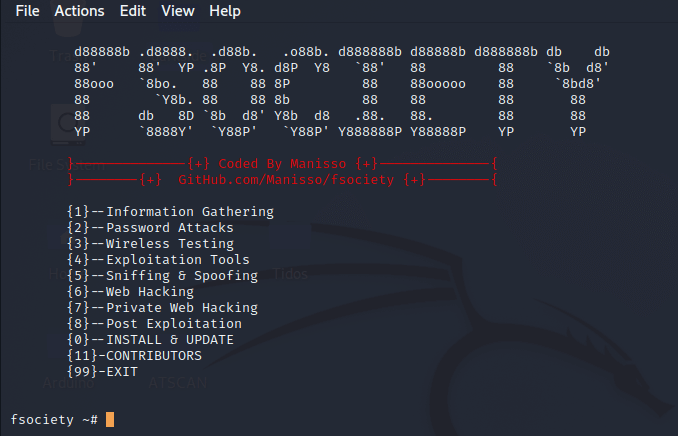 File Actions Edit View Help
d88888b .d8888. .d88b. .o88b. d888888b d88888b d888888b db    db
88'     88'  YP .8P  Y8. d8P  Y8   `88'   88         88    `8b  d8'
88ooo   `8bo.   88    88 8P         88    88ooooo    88     `8bd8'
88        `Y8b. 88    88 8b         88    88         88       88
88      db   8D `8b  d8' Y8b  d8   .88.   88.        88       88
YP      `8888Y'  `Y88P'   `Y88P' Y888888P Y88888P    YP       YP
}--------------{+} Coded By Manisso {+}--------------{
}--------{+}  GitHub.com/Manisso/fsociety {+}--------{
{1}--Information Gathering
{2}--Password Attacks
{3}--Wireless Testing
{4}--Exploitation Tools
{5}--Sniffing & Spoofing
{6}--Web Hacking
{7}--Private Web Hacking
{8}--Post Exploitation
{0}--INSTALL & UPDATE
{11}-CONTRIBUTORS
{99}-EXIT
fsociety ~#
File System
Tidos
Arduino
ATSCAN